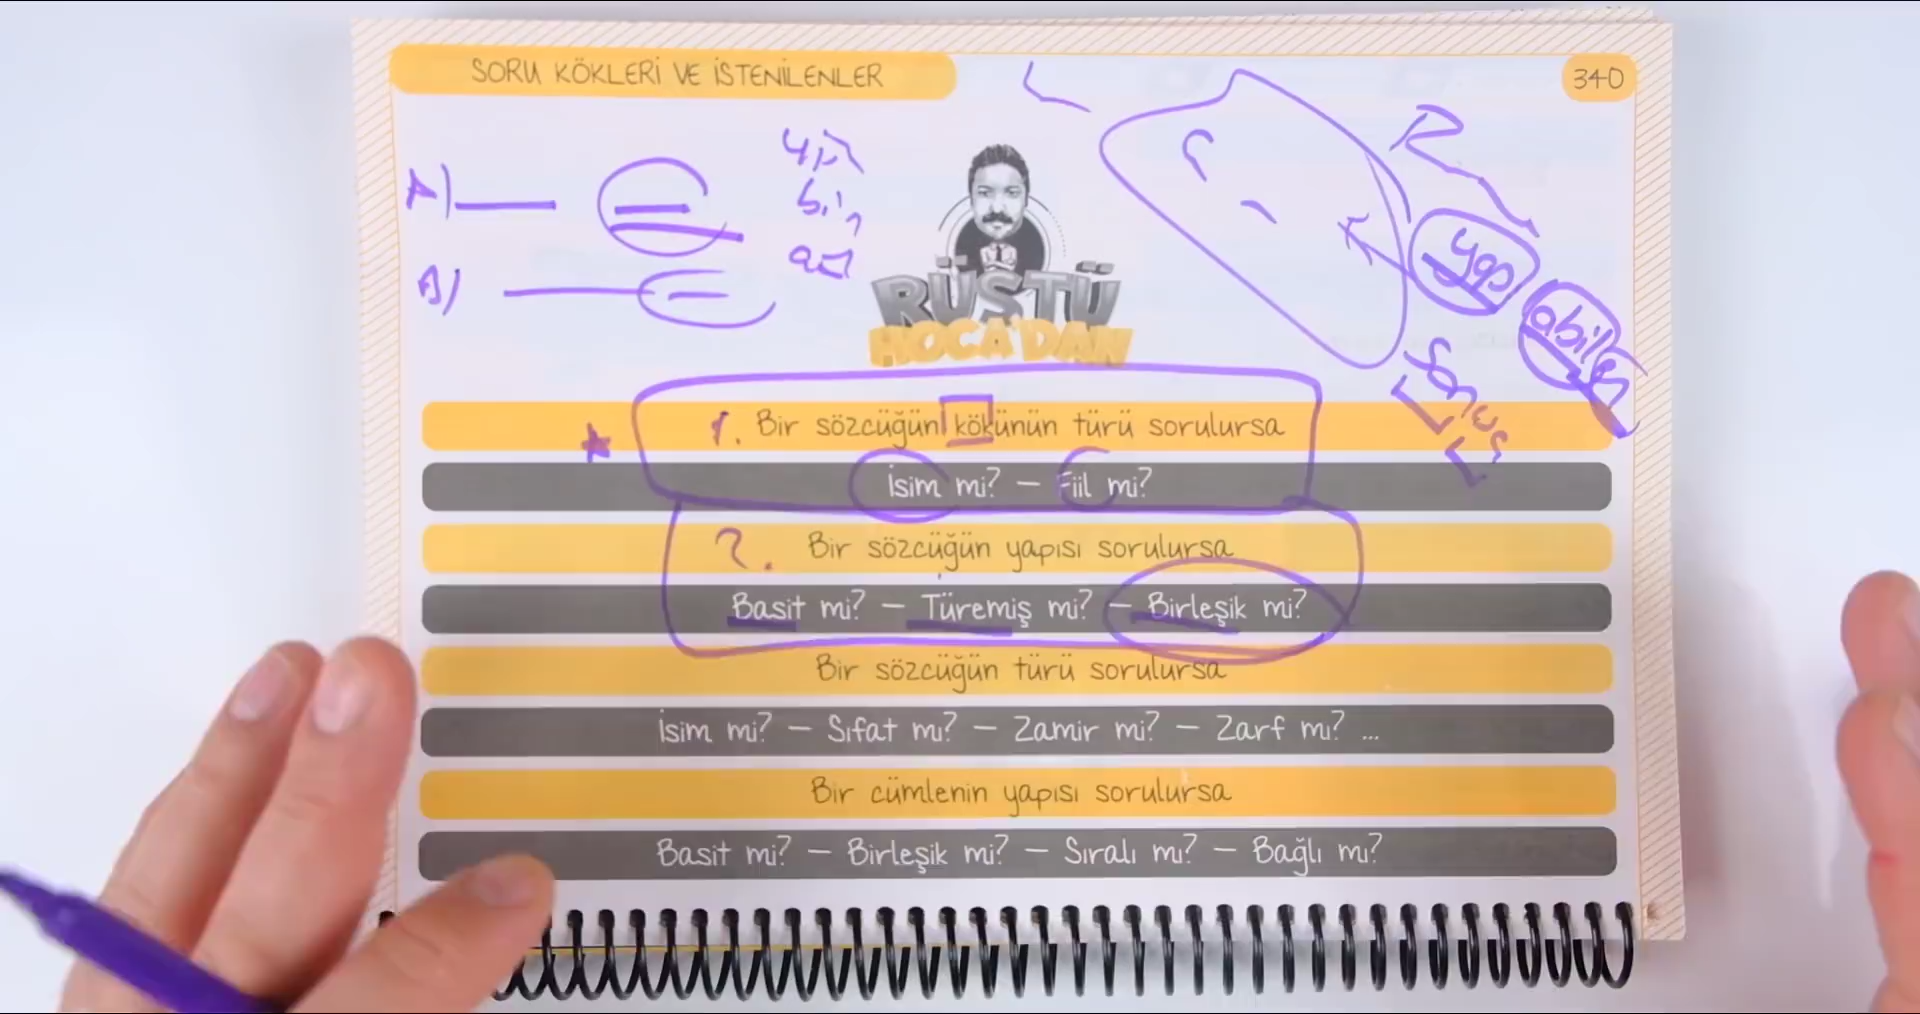 SORU KÖKLERİ VE İSTENİLENLER
340
A)
B)
yap
abilen
RÜŞTÜ
HOCA'DAN
1. Bir sözcüğün kökünün türü sorulursa
İsim mi? – Fiil mi?
2. Bir sözcüğün yapısı sorulursa
Basit mi? – Türemiş mi? – Birleşik mi?
Bir sözcüğün türü sorulursa
İsim mi? – Sıfat mı? – Zamir mi? – Zarf mı? ...
Bir cümlenin yapısı sorulursa
Basit mi? – Birleşik mi? – Sıralı mı? – Bağlı mı?